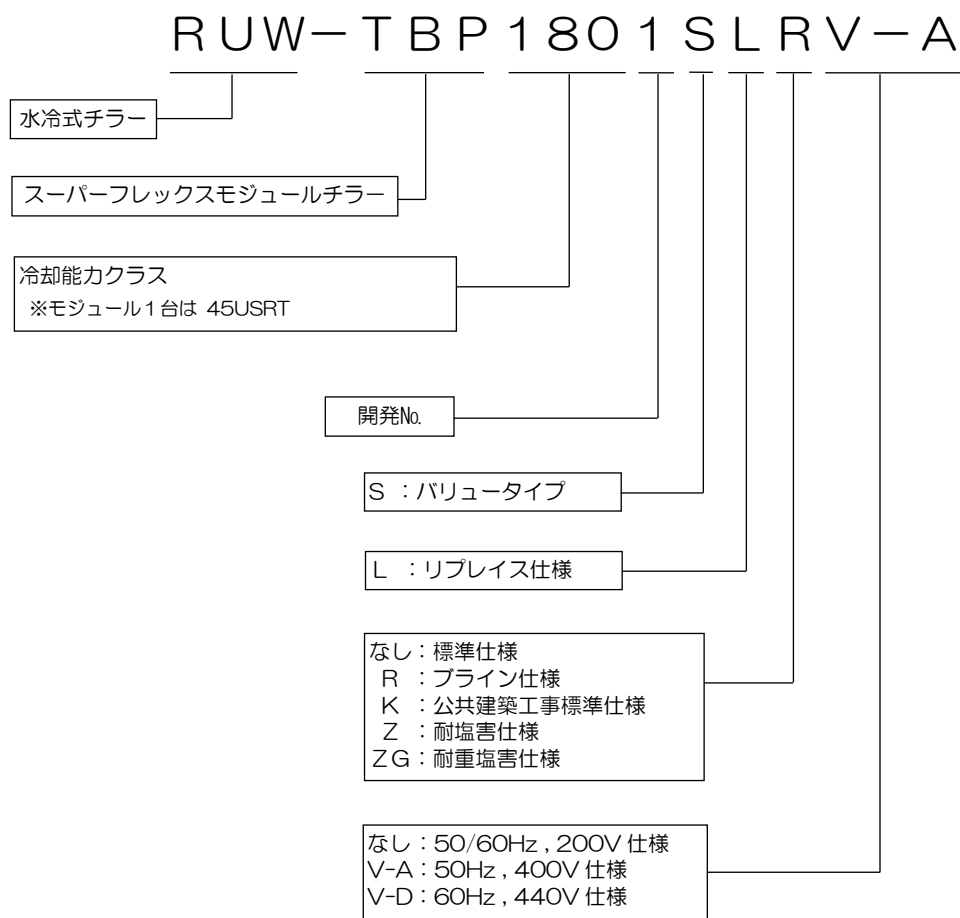 RUW－TBP1801SLRV－A
水冷式チラー
スーパーフレックスモジュールチラー
冷却能力クラス
※モジュール1台は 45USRT
開発№
S ：バリュータイプ
L ：リプレイス仕様
なし：標準仕様
R ：ブライン仕様
K ：公共建築工事標準仕様
Z ：耐塩害仕様
ZG：耐重塩害仕様
なし：50/60Hz , 200V 仕様
V-A：50Hz , 400V 仕様
V-D：60Hz , 440V 仕様